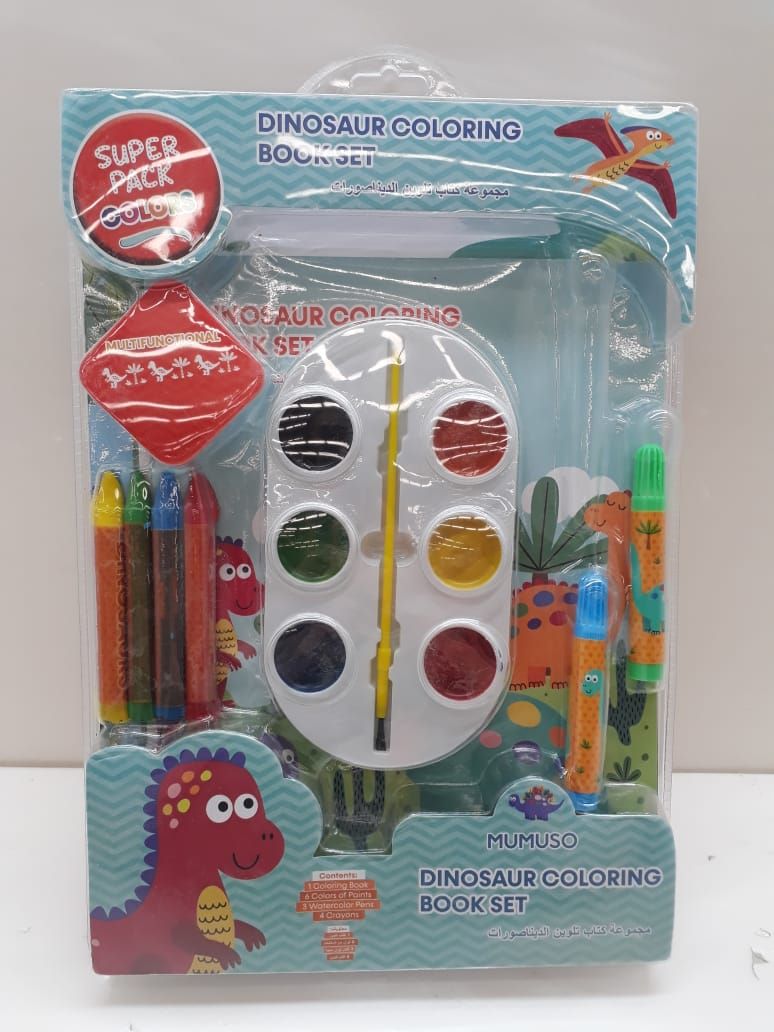 SUPER
PACK
COLORS
DINOSAUR COLORING
BOOK SET
مجموعة كتاب تلوين الديناصورات
MULTIFUNCTIONAL
DINOSAUR COLORING
BOOK SET
MUMUSO
DINOSAUR COLORING
BOOK SET
مجموعة كتاب تلوين الديناصورات
Contents:
1 Coloring Book
6 Colors of Paints
3 Watercolor Pens
4 Crayons